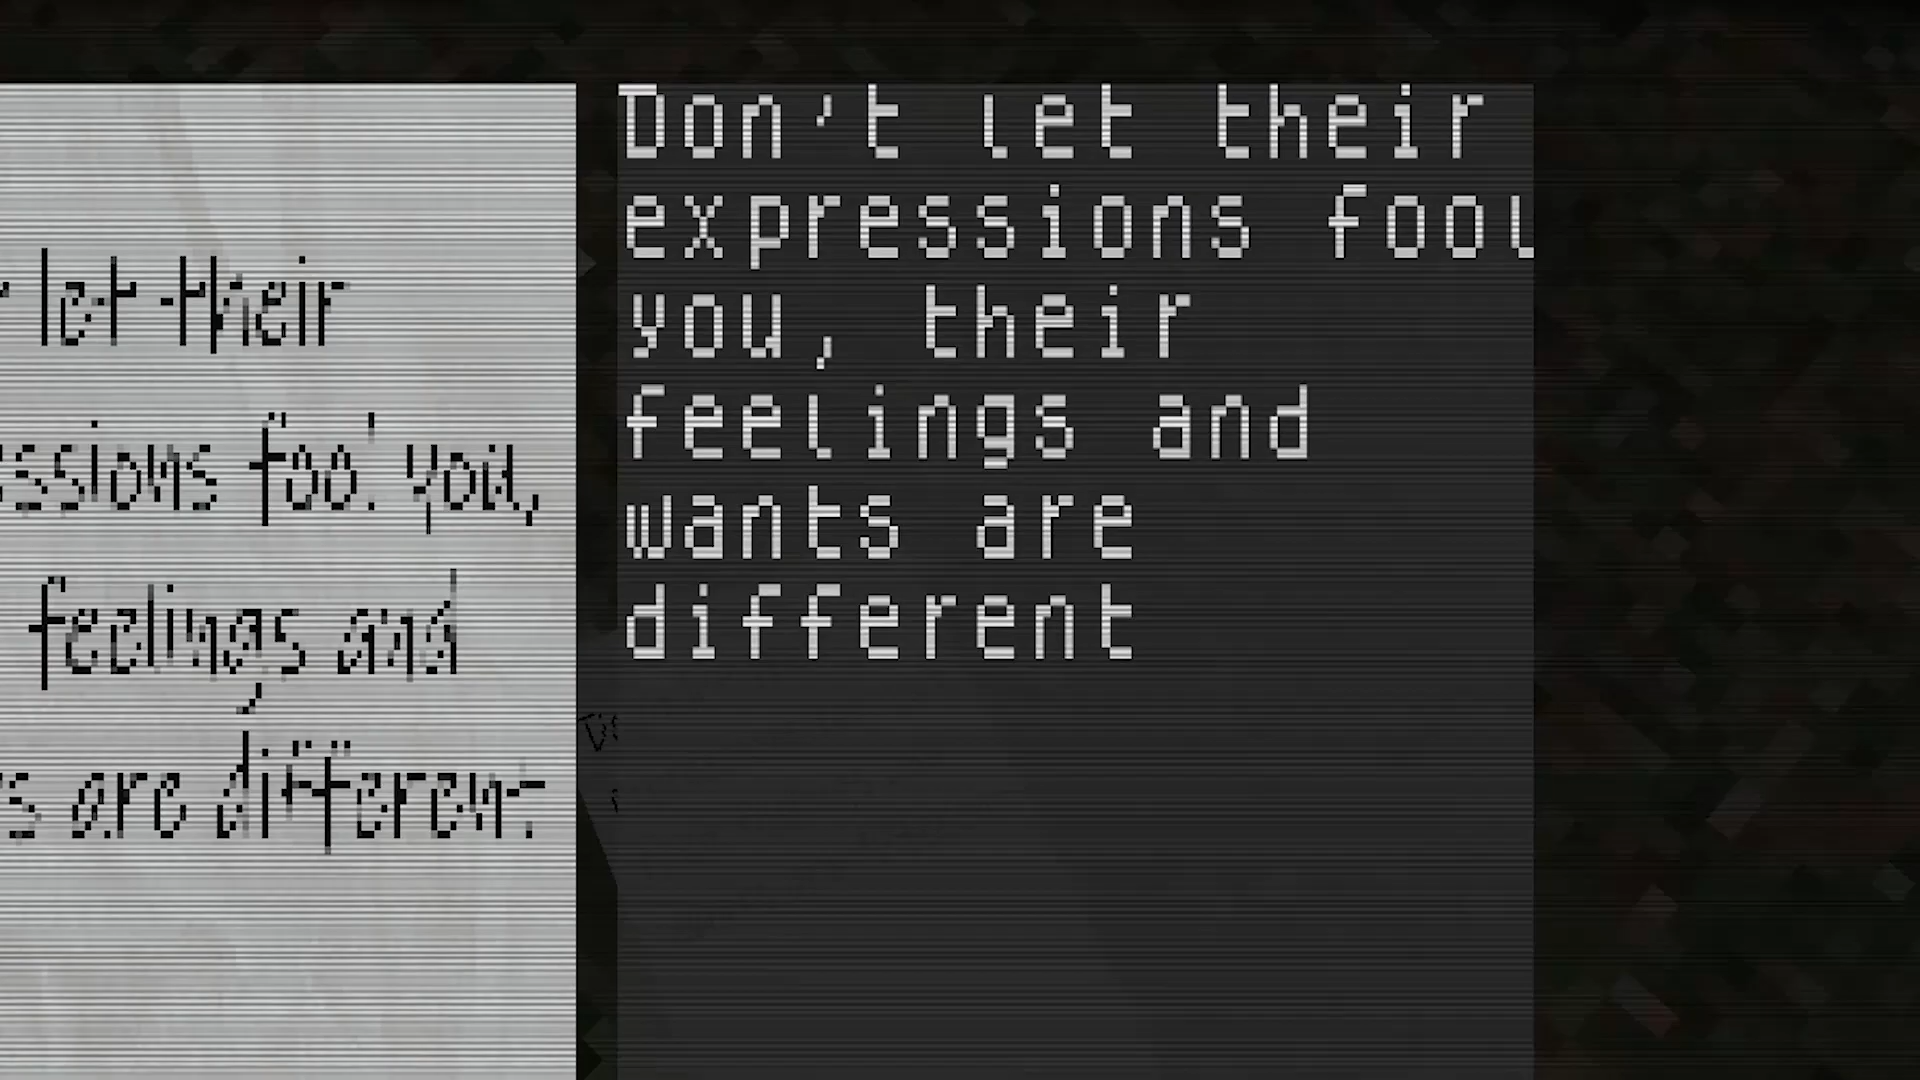 let their
ssions fool you,
feelings and
s are different
Don't let their
expressions fool
you, their
feelings and
wants are
different